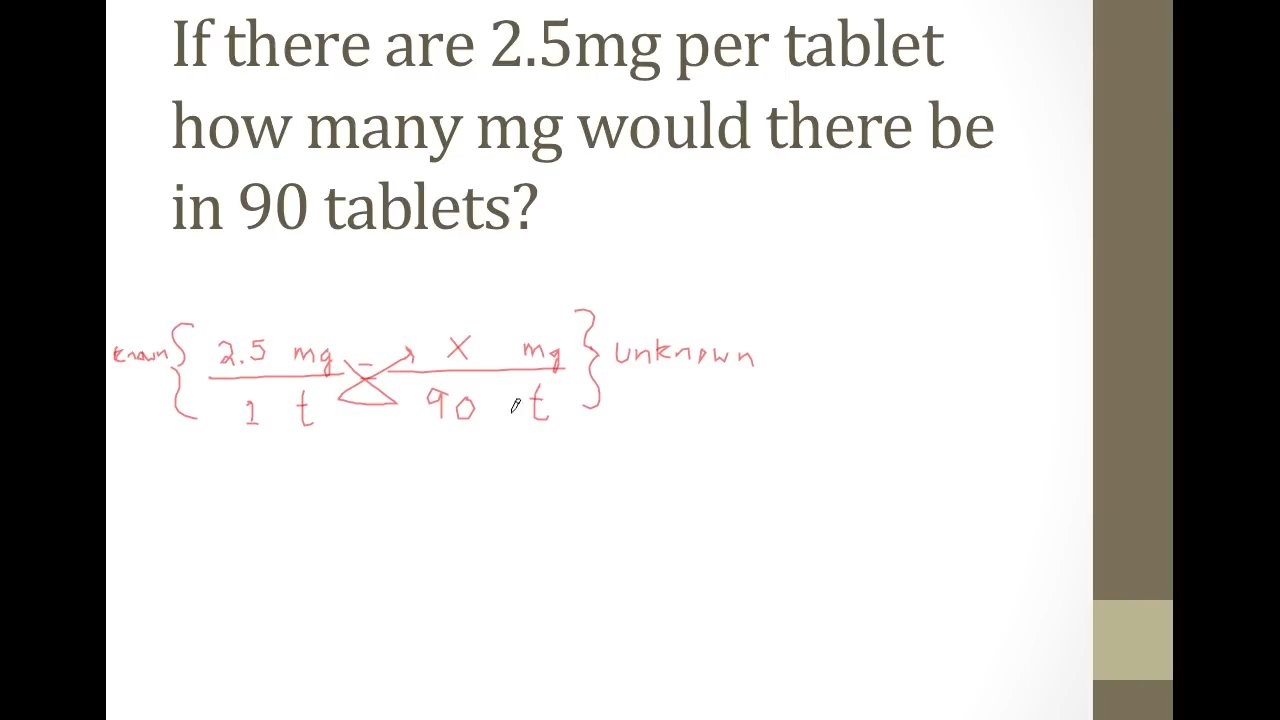 If there are 2.5mg per tablet
how many mg would there be
in 90 tablets?
known { 2.5 mg = X mg } unknown
1 t 90 t